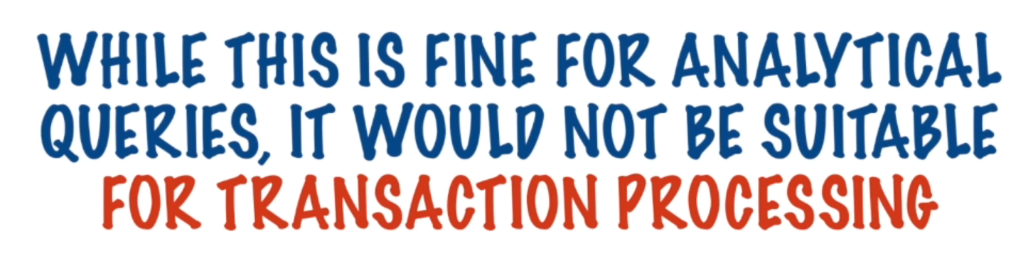 WHILE THIS IS FINE FOR ANALYTICAL
QUERIES, IT WOULD NOT BE SUITABLE
FOR TRANSACTION PROCESSING